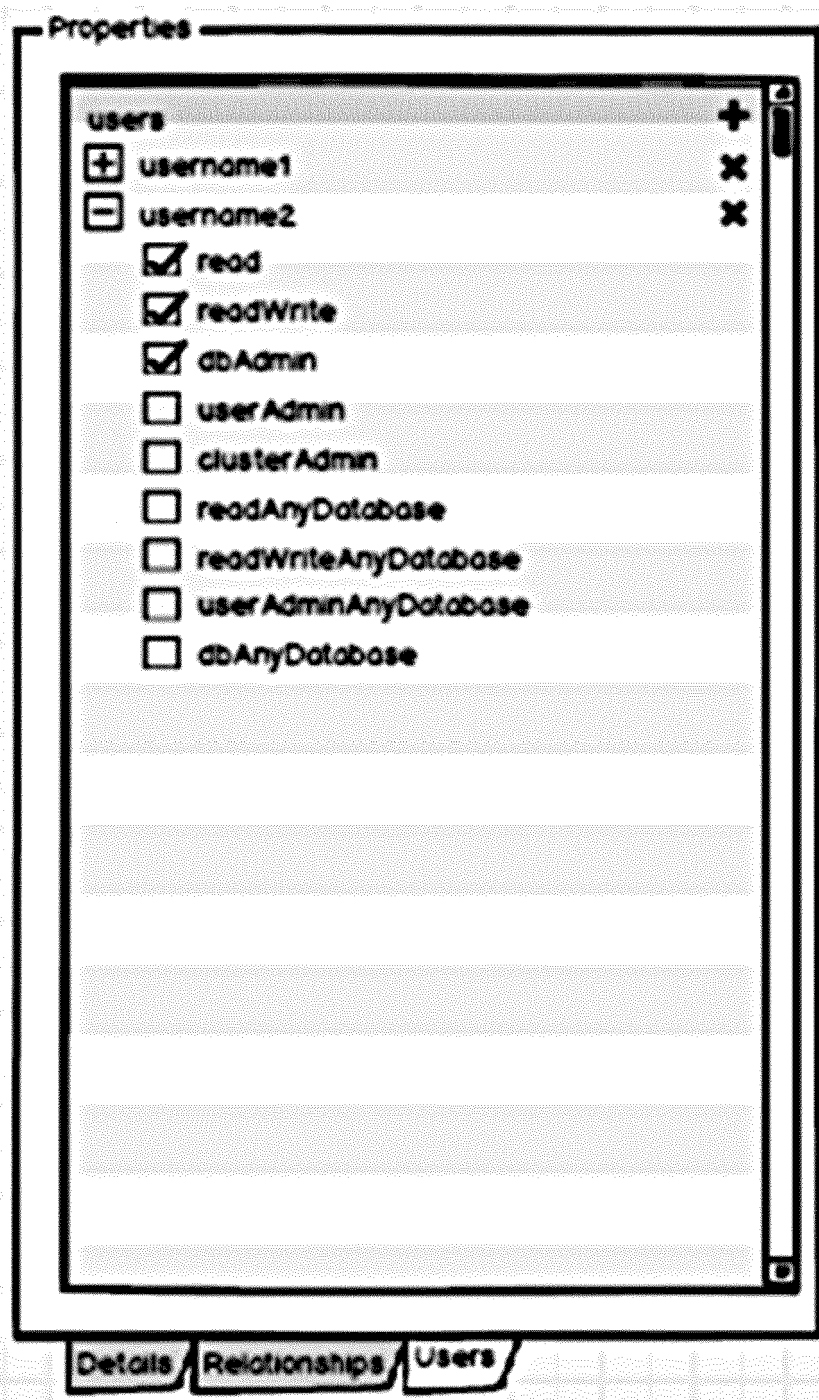 Properties
users
username1
username2
read
readWrite
dbAdmin
userAdmin
clusterAdmin
readAnyDatabase
readWriteAnyDatabase
userAdminAnyDatabase
dbAnyDatabase
Details Relationships Users